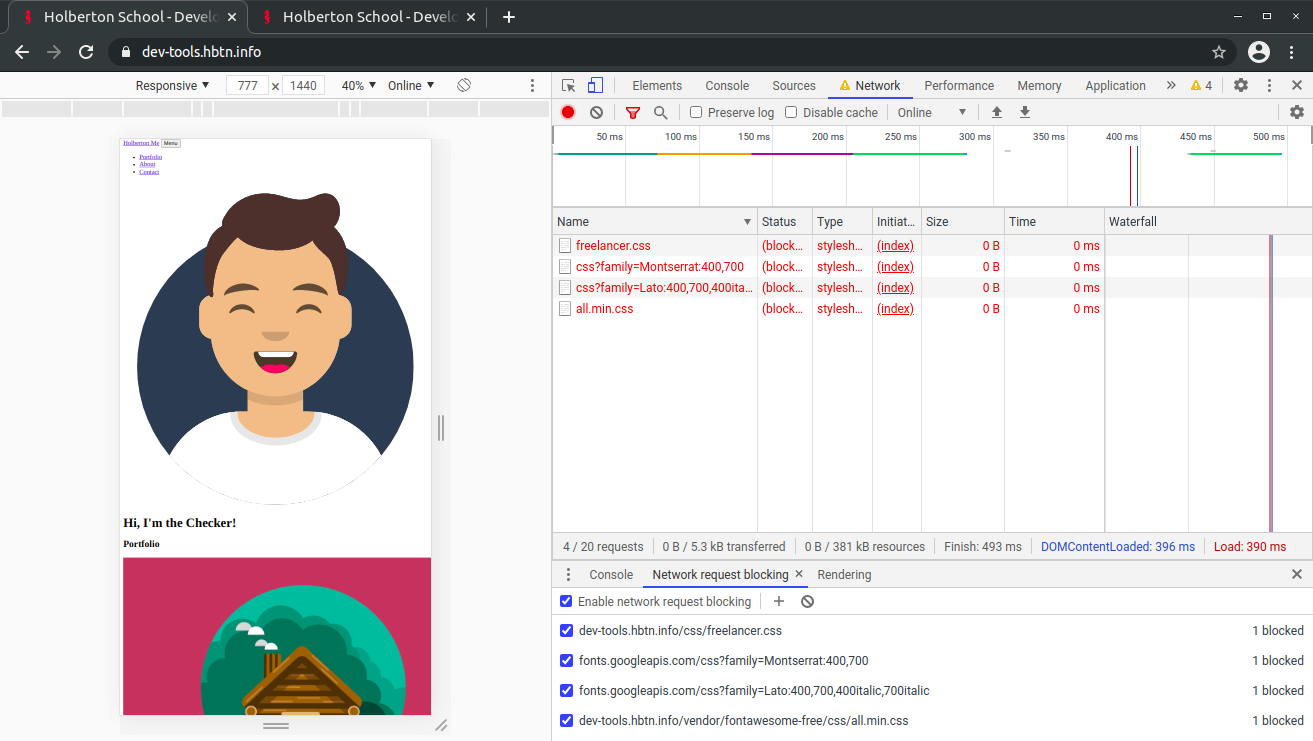 Holberton School - Develo
Holberton School - Develo
dev-tools.hbtn.info
Responsive 777 × 1440 40% Online
Elements Console Sources Network Performance Memory Application » 4
Preserve log Disable cache Online
50 ms 100 ms 150 ms 200 ms 250 ms 300 ms 350 ms 400 ms 450 ms 500 ms
Name Status Type Initiat... Size Time Waterfall
freelancer.css (block... stylesh... (index) 0 B 0 ms
css?family=Montserrat:400,700 (block... stylesh... (index) 0 B 0 ms
css?family=Lato:400,700,400ita... (block... stylesh... (index) 0 B 0 ms
all.min.css (block... stylesh... (index) 0 B 0 ms
4 / 20 requests 0 B / 5.3 kB transferred 0 B / 381 kB resources Finish: 493 ms DOMContentLoaded: 396 ms Load: 390 ms
Console Network request blocking × Rendering
Enable network request blocking
dev-tools.hbtn.info/css/freelancer.css 1 blocked
fonts.googleapis.com/css?family=Montserrat:400,700 1 blocked
fonts.googleapis.com/css?family=Lato:400,700,400italic,700italic 1 blocked
dev-tools.hbtn.info/vendor/fontawesome-free/css/all.min.css 1 blocked
Holberton Me Menu
Portfolio
About
Contact
Hi, I'm the Checker!
Portfolio